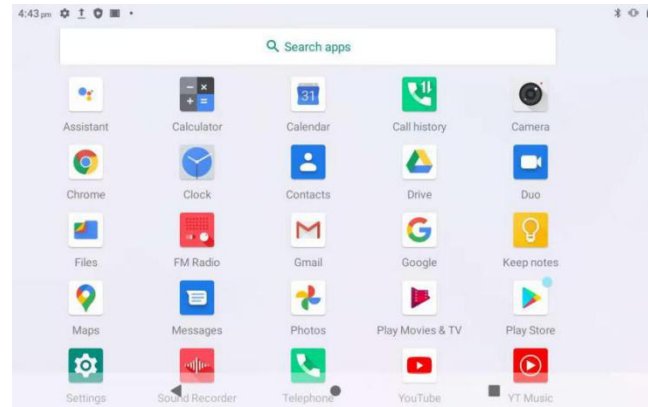 4:43 pm
Search apps
Assistant Calculator Calendar Call history Camera
31
Chrome Clock Contacts Drive Duo
Files FM Radio Gmail Google Keep notes
Maps Messages Photos Play Movies & TV Play Store
Settings Sound Recorder Telephone YouTube YT Music